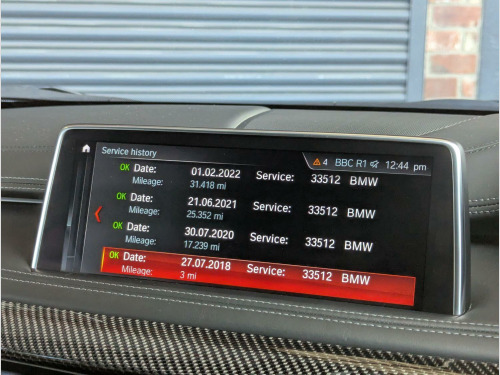 Service history
4 BBC R1 12:44 pm
OK Date: 01.02.2022 Service: 33512 BMW
Mileage: 31.418 mi
OK Date: 21.06.2021 Service: 33512 BMW
Mileage: 25.352 mi
OK Date: 30.07.2020 Service: 33512 BMW
Mileage: 17.239 mi
OK Date: 27.07.2018 Service: 33512 BMW
Mileage: 3 mi